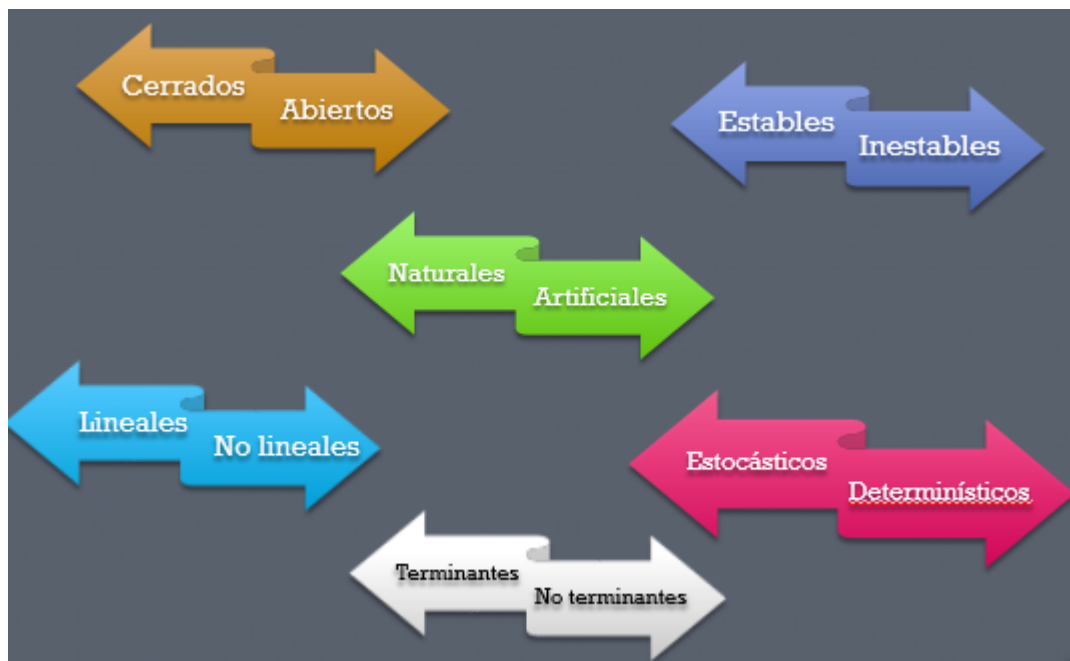 Cerrados
Abiertos
Estables
Inestables
Naturales
Artificiales
Lineales
No lineales
Estocásticos
Determinísticos
Terminantes
No terminantes